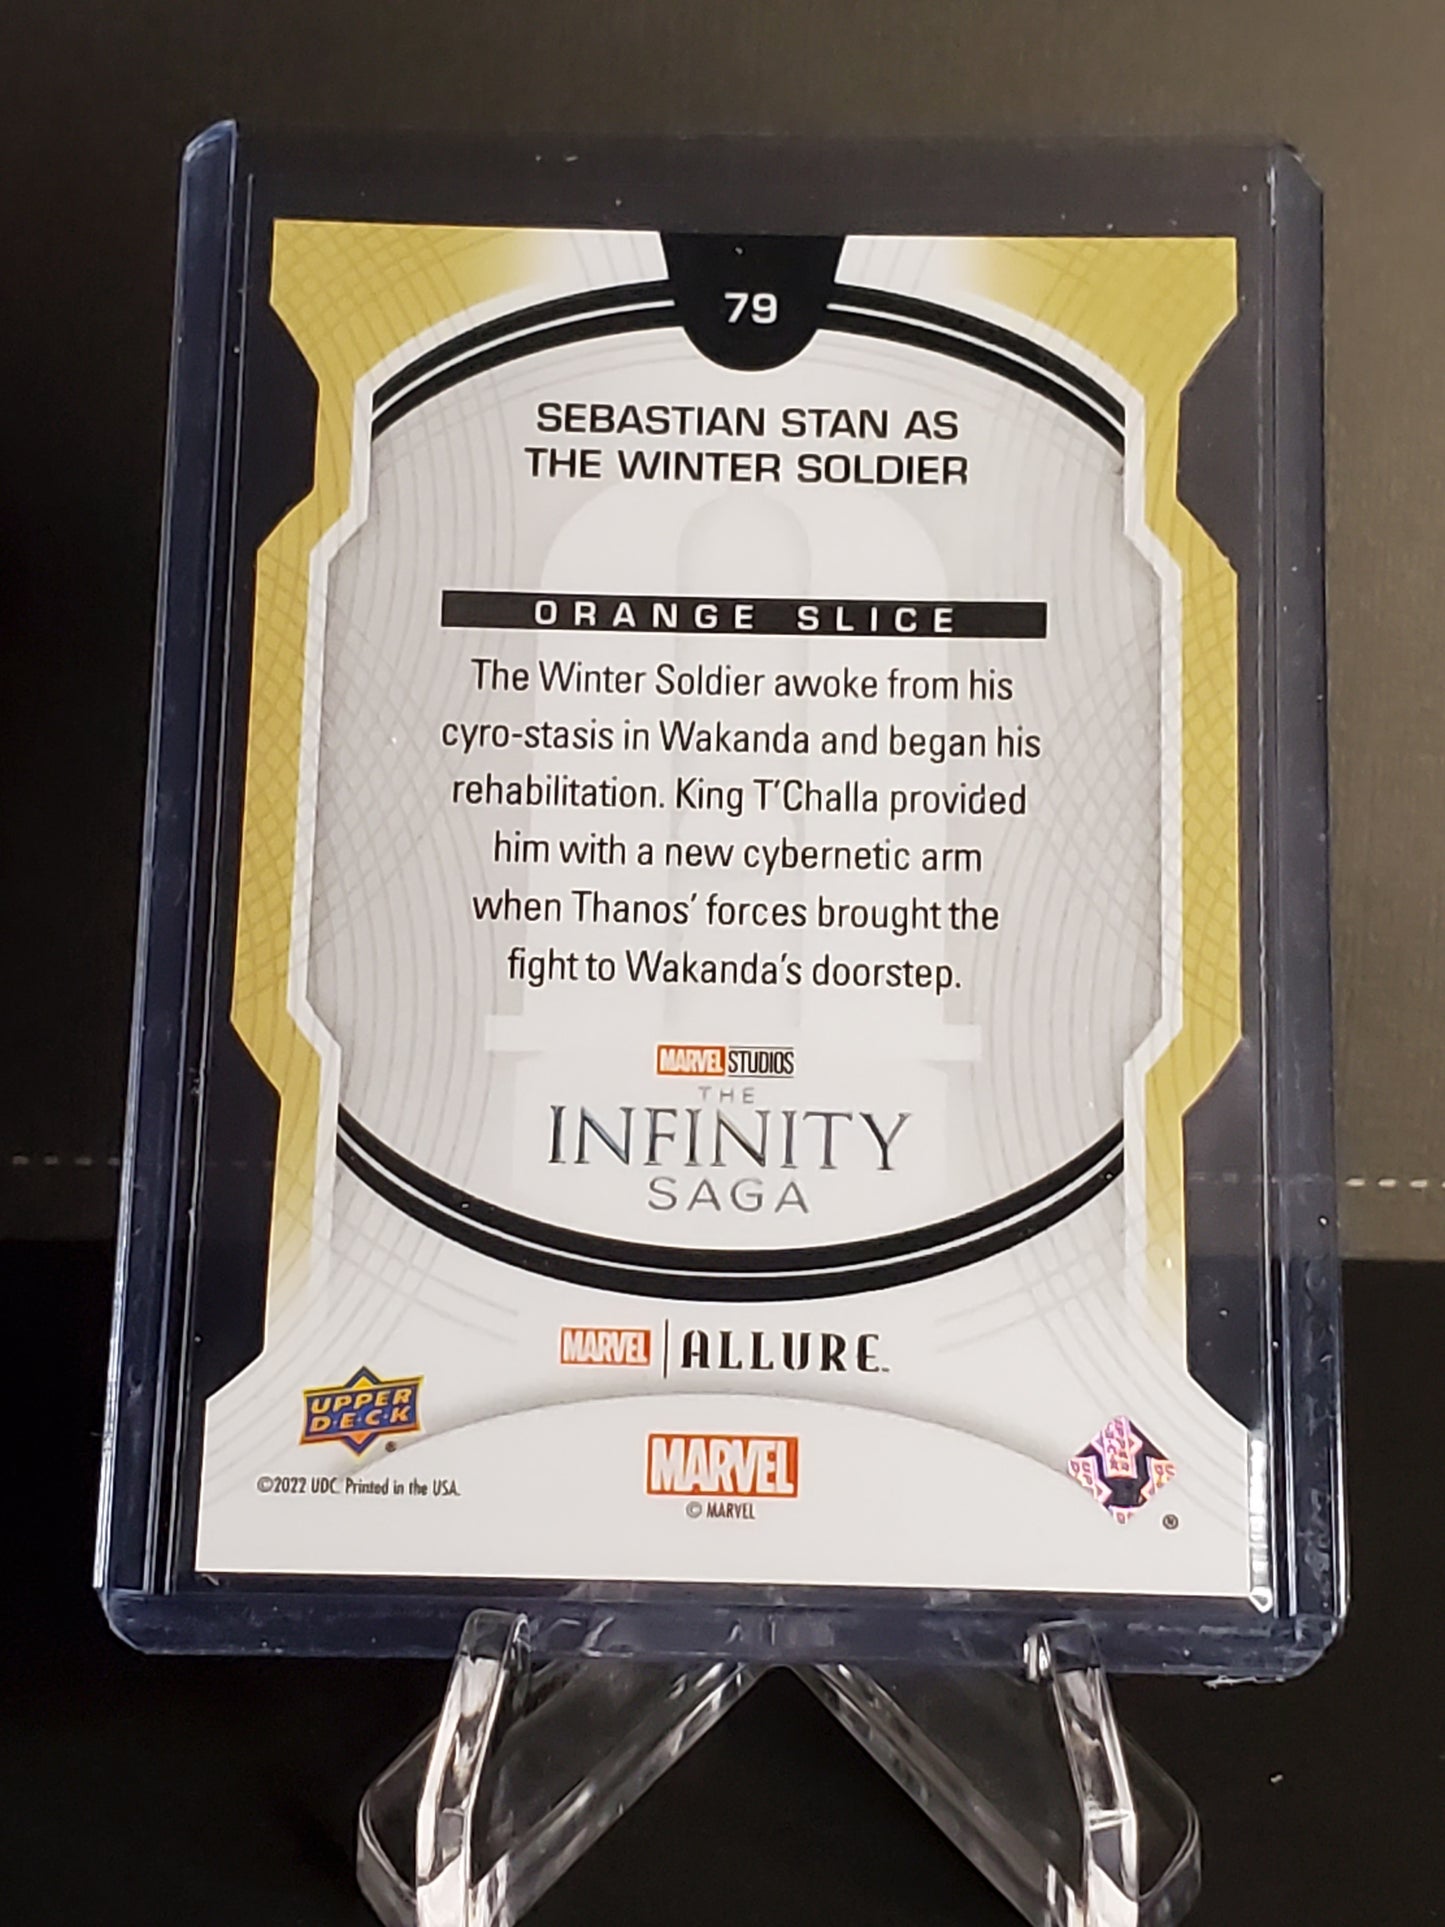 79
SEBASTIAN STAN AS
THE WINTER SOLDIER
ORANGE SLICE
The Winter Soldier awoke from his
cyro-stasis in Wakanda and began his
rehabilitation. King T'Challa provided
him with a new cybernetic arm
when Thanos' forces brought the
fight to Wakanda's doorstep.
MARVEL STUDIOS
THE
INFINITY
SAGA
MARVEL | ALLURE™
UPPER
D·E·C·K
®
©2022 UDC. Printed in the USA.
MARVEL
© MARVEL
UPPER
®